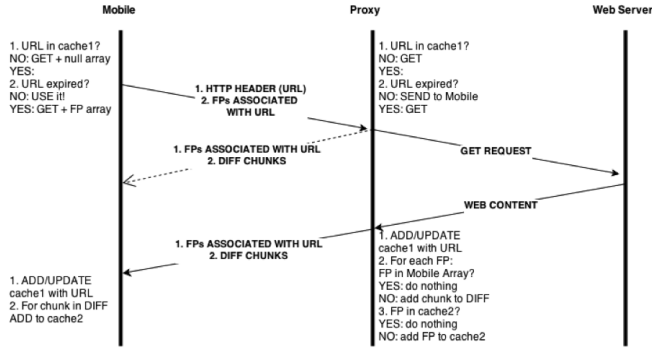 Mobile
Proxy
Web Server
1. URL in cache1?
NO: GET + null array
YES:
2. URL expired?
NO: USE it!
YES: GET + FP array
1. HTTP HEADER (URL)
2. FPs ASSOCIATED
WITH URL
1. URL in cache1?
NO: GET
YES:
2. URL expired?
NO: SEND to Mobile
YES: GET
1. FPs ASSOCIATED WITH URL
2. DIFF CHUNKS
GET REQUEST
WEB CONTENT
1. FPs ASSOCIATED WITH URL
2. DIFF CHUNKS
1. ADD/UPDATE
cache1 with URL
2. For each FP:
FP in Mobile Array?
YES: do nothing
NO: add chunk to DIFF
3. FP in cache2?
YES: do nothing
NO: add FP to cache2
1. ADD/UPDATE
cache1 with URL
2. For chunk in DIFF
ADD to cache2